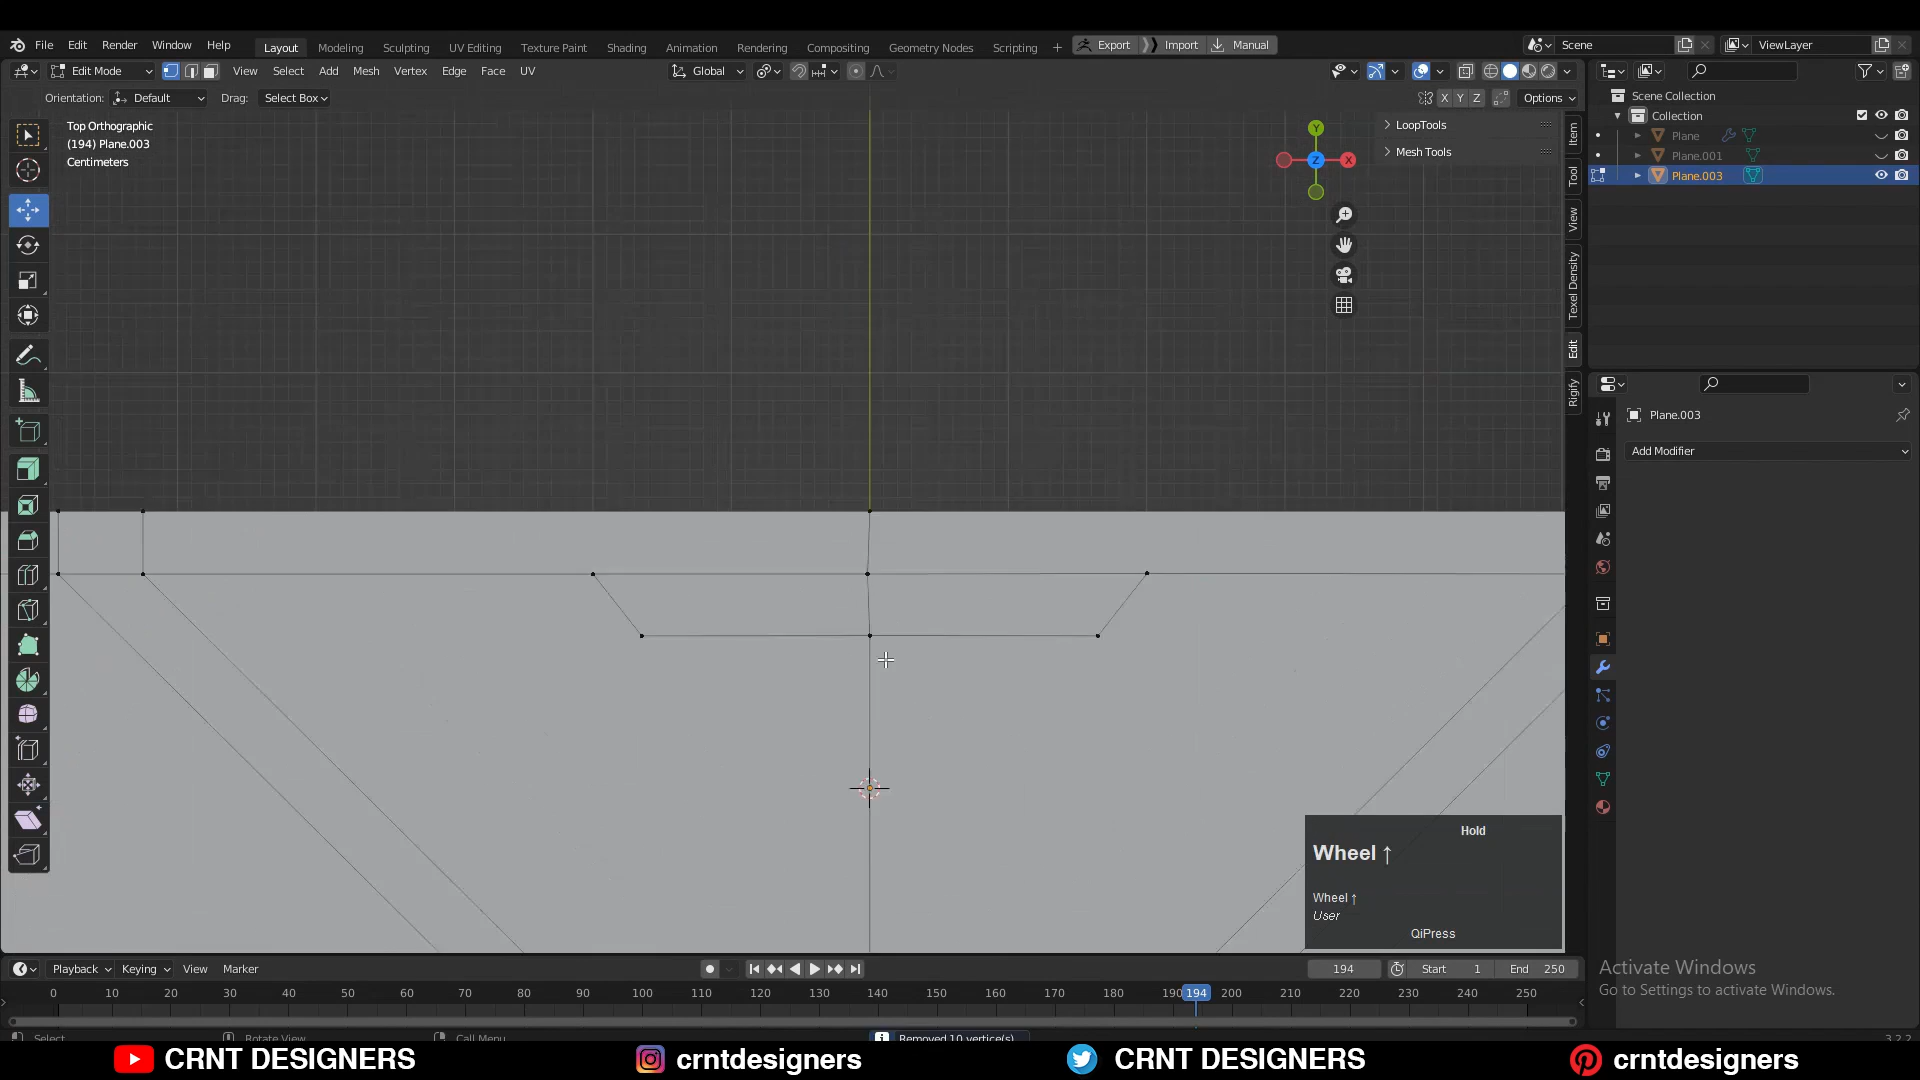 File Edit Render Window Help Layout Modeling Sculpting UV Editing Texture Paint Shading Animation Rendering Compositing Geometry Nodes Scripting + Export Import Manual Scene ViewLayer
Edit Mode View Select Add Mesh Vertex Edge Face UV Global
Orientation: Default Drag: Select Box X Y Z Options
Top Orthographic
(194) Plane.003
Centimeters
Y
Z
X
LoopTools
Mesh Tools
Item
Tool
View
Texel Density
Edit
Rigify
Scene Collection
Collection
Plane
Plane.001
Plane.003
Plane.003
Add Modifier
Hold
Wheel ↑
Wheel ↑
User
QiPress
Activate Windows
Go to Settings to activate Windows.
Playback Keying View Marker 194 Start 1 End 250
0 10 20 30 40 50 60 70 80 90 100 110 120 130 140 150 160 170 180 190 194 200 210 220 230 240 250
Select Rotate View Call Menu Removed 10 vertice(s) 3.2.2
CRNT DESIGNERS crntdesigners CRNT DESIGNERS crntdesigners